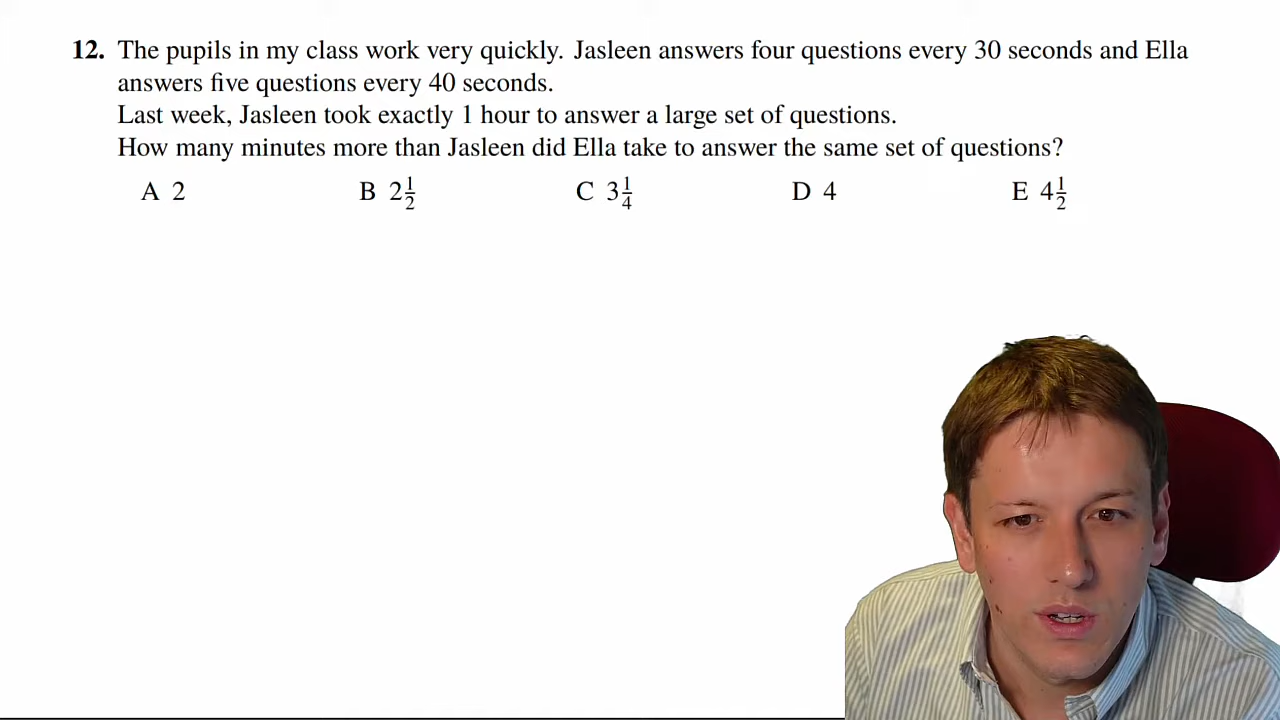 12. The pupils in my class work very quickly. Jasleen answers four questions every 30 seconds and Ella
answers five questions every 40 seconds.
Last week, Jasleen took exactly 1 hour to answer a large set of questions.
How many minutes more than Jasleen did Ella take to answer the same set of questions?
A 2 B 2½ C 3¼ D 4 E 4½